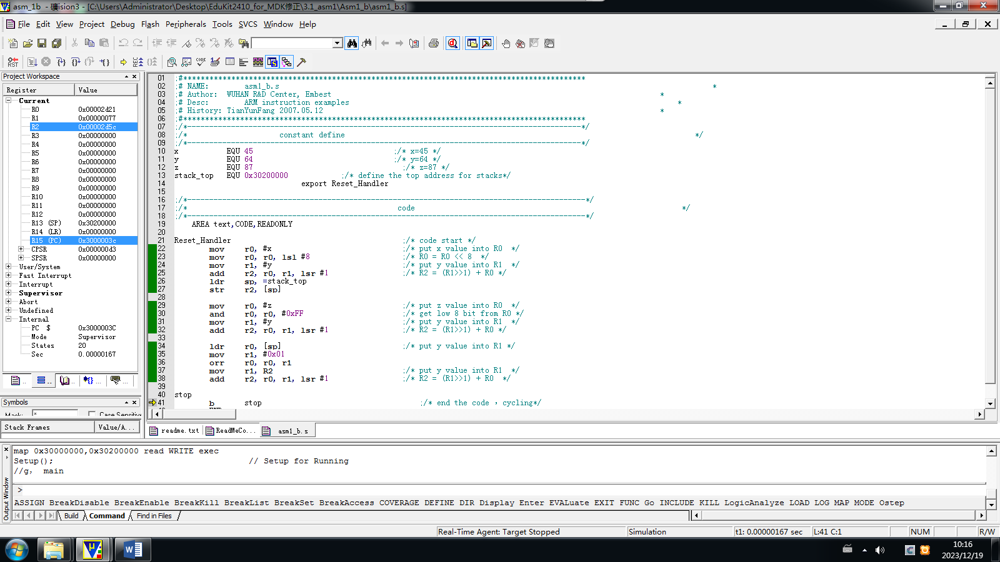 asm_1b - 礦ision3 - [C:\Users\Administrator\Desktop\EduKit2410_for_MDK修正\3.1_asm1\Asm1_b\asm1_b.s]
File Edit View Project Debug Flash Peripherals Tools SVCS Window Help
Project Workspace
Register Value
Current
R0 0x00002d21
R1 0x00000077
R2 0x00002d5c
R3 0x00000000
R4 0x00000000
R5 0x00000000
R6 0x00000000
R7 0x00000000
R8 0x00000000
R9 0x00000000
R10 0x00000000
R11 0x00000000
R12 0x00000000
R13 (SP) 0x30200000
R14 (LR) 0x00000000
R15 (PC) 0x3000003c
CPSR 0x000000d3
SPSR 0x00000000
User/System
Fast Interrupt
Interrupt
Supervisor
Abort
Undefined
Internal
PC $ 0x3000003C
Mode Supervisor
States 20
Sec 0.00000167
Symbols
Mask: * Case Sensitive
Stack Frames Value/A...
01 ;#********************************************************************************************
02 ;# NAME: asm1_b.s *
03 ;# Author: WUHAN R&D Center, Embest *
04 ;# Desc: ARM instruction examples *
05 ;# History: TianYunFang 2007.05.12 *
06 ;#********************************************************************************************
07 ;/*------------------------------------------------------------------------------------------*/
08 ;/* constant define */
09 ;/*------------------------------------------------------------------------------------------*/
10 x EQU 45 ;/* x=45 */
11 y EQU 64 ;/* y=64 */
12 z EQU 87 ;/* z=87 */
13 stack_top EQU 0x30200000 ;/* define the top address for stacks*/
14 export Reset_Handler
15
16 ;/*-------------------------------------------------------------------------------------------*/
17 ;/* code */
18 ;/*-------------------------------------------------------------------------------------------*/
19 AREA text,CODE,READONLY
20
21 Reset_Handler ;/* code start */
22 mov r0, #x ;/* put x value into R0 */
23 mov r0, r0, lsl #8 ;/* R0 = R0 << 8 */
24 mov r1, #y ;/* put y value into R1 */
25 add r2, r0, r1, lsr #1 ;/* R2 = (R1>>1) + R0 */
26 ldr sp, =stack_top
27 str r2, [sp]
28
29 mov r0, #z ;/* put z value into R0 */
30 and r0, r0, #0xFF ;/* get low 8 bit from R0 */
31 mov r1, #y ;/* put y value into R1 */
32 add r2, r0, r1, lsr #1 ;/* R2 = (R1>>1) + R0 */
33
34 ldr r0, [sp] ;/* put y value into R1 */
35 mov r1, #0x01
36 orr r0, r0, r1
37 mov r1, R2 ;/* put y value into R1 */
38 add r2, r0, r1, lsr #1 ;/* R2 = (R1>>1) + R0 */
39
40 stop
41 b stop ;/* end the code ，cycling*/
readme.txt ReadMeCo... asm1_b.s
Output Window
map 0x30000000,0x30200000 read WRITE exec
Setup(); // Setup for Running
//g, main
>
ASSIGN BreakDisable BreakEnable BreakKill BreakList BreakSet BreakAccess COVERAGE DEFINE DIR Display Enter EVALuate EXIT FUNC Go INCLUDE KILL LogicAnalyze LOAD LOG MAP MODE Ostep
Build Command Find in Files
Real-Time Agent: Target Stopped Simulation t1: 0.00000167 sec L:41 C:1 NUM R/W
10:16
2023/12/19